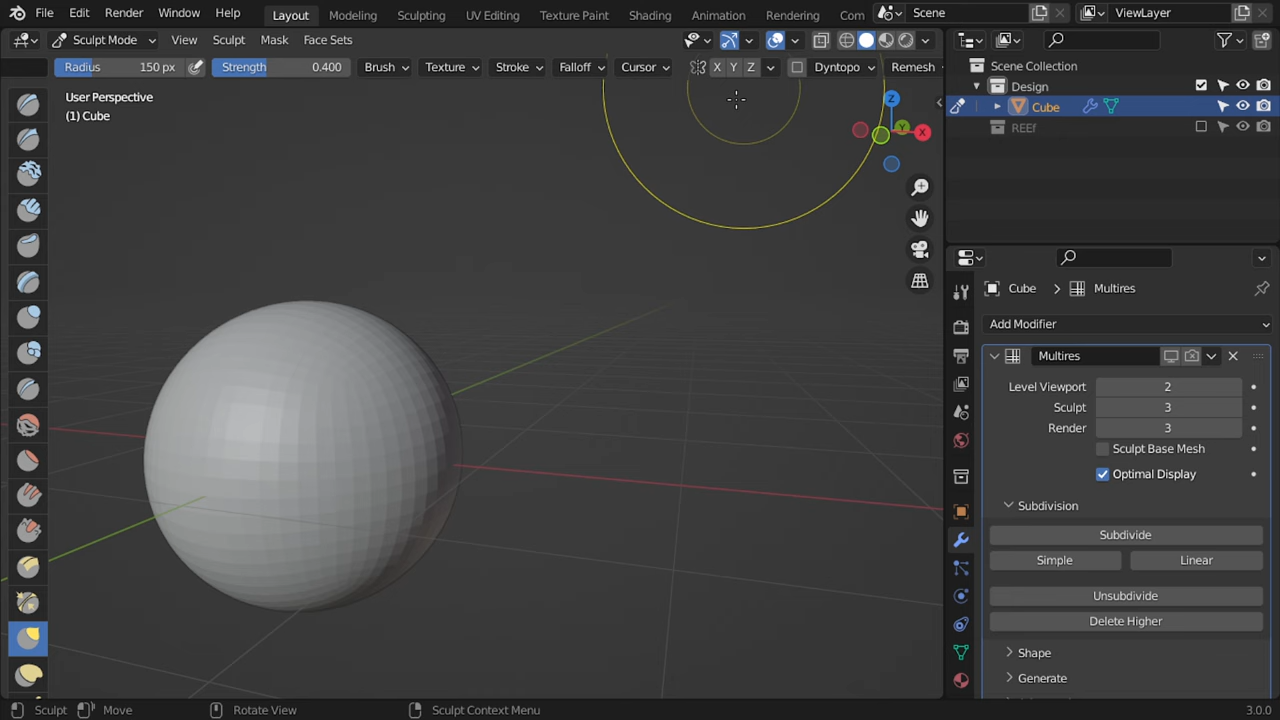 File Edit Render Window Help Layout Modeling Sculpting UV Editing Texture Paint Shading Animation Rendering Com Scene ViewLayer
Sculpt Mode View Sculpt Mask Face Sets
Radius 150 px Strength 0.400 Brush Texture Stroke Falloff Cursor X Y Z Dyntopo Remesh
Scene Collection
Design
Cube
REEf
User Perspective
(1) Cube
Z
Y
X
Cube > Multires
Add Modifier
Multires
Level Viewport 2
Sculpt 3
Render 3
Sculpt Base Mesh
Optimal Display
Subdivision
Subdivide
Simple Linear
Unsubdivide
Delete Higher
Shape
Generate
Sculpt Move Rotate View Sculpt Context Menu 3.0.0